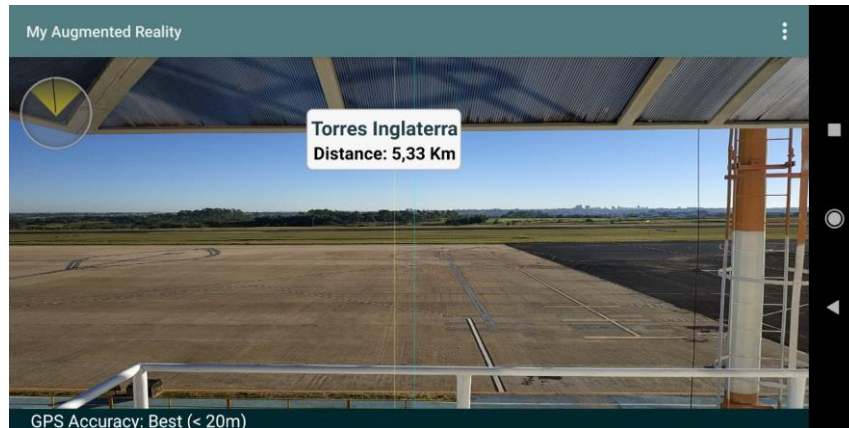 My Augmented Reality
Torres Inglaterra
Distance: 5,33 Km
GPS Accuracy: Best (< 20m)